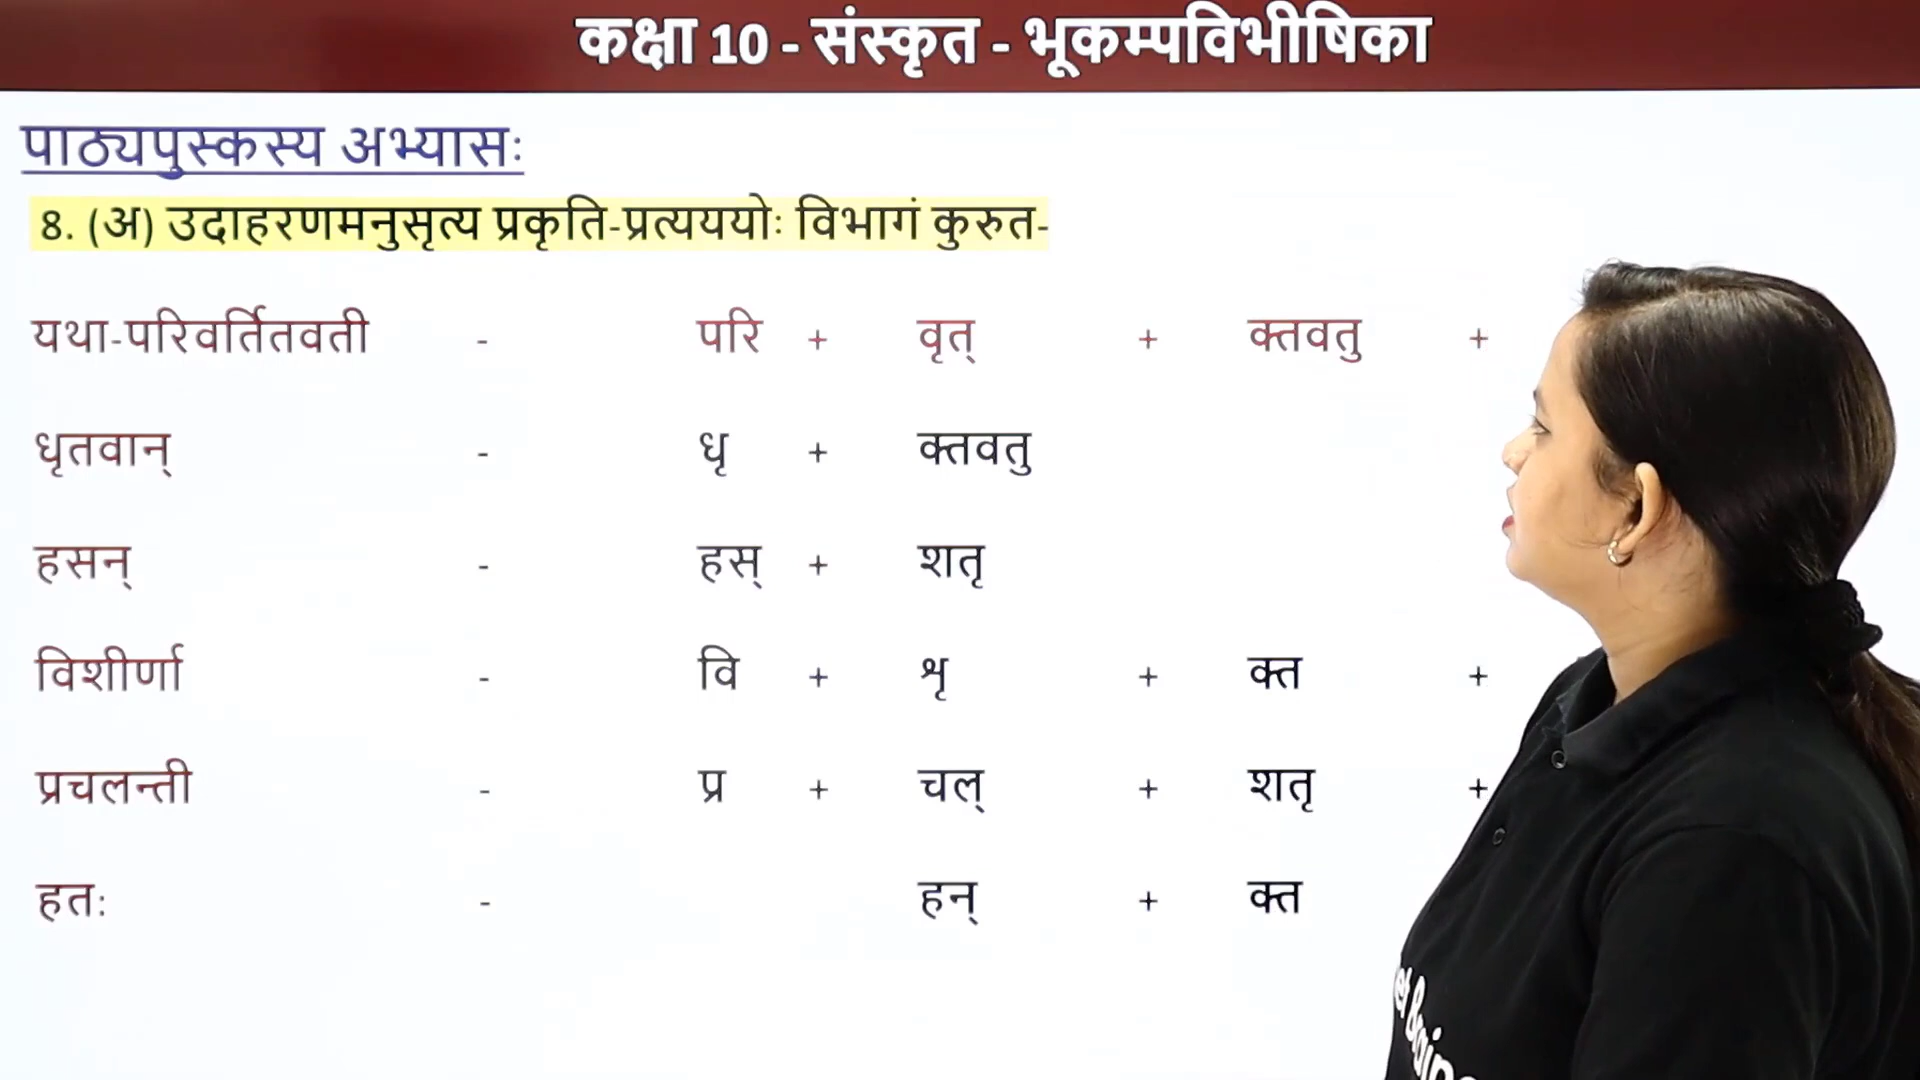 कक्षा 10 - संस्कृत - भूकम्पविभीषिका
पाठ्यपुस्कस्य अभ्यासः
8. (अ) उदाहरणमनुसृत्य प्रकृति-प्रत्यययोः विभागं कुरुत-
यथा-परिवर्तितवती - परि + वृत् + क्तवतु +
धृतवान् - धृ + क्तवतु
हसन् - हस् + शतृ
विशीर्णा - वि + शृ + क्त +
प्रचलन्ती - प्र + चल् + शतृ +
हतः - हन् + क्त